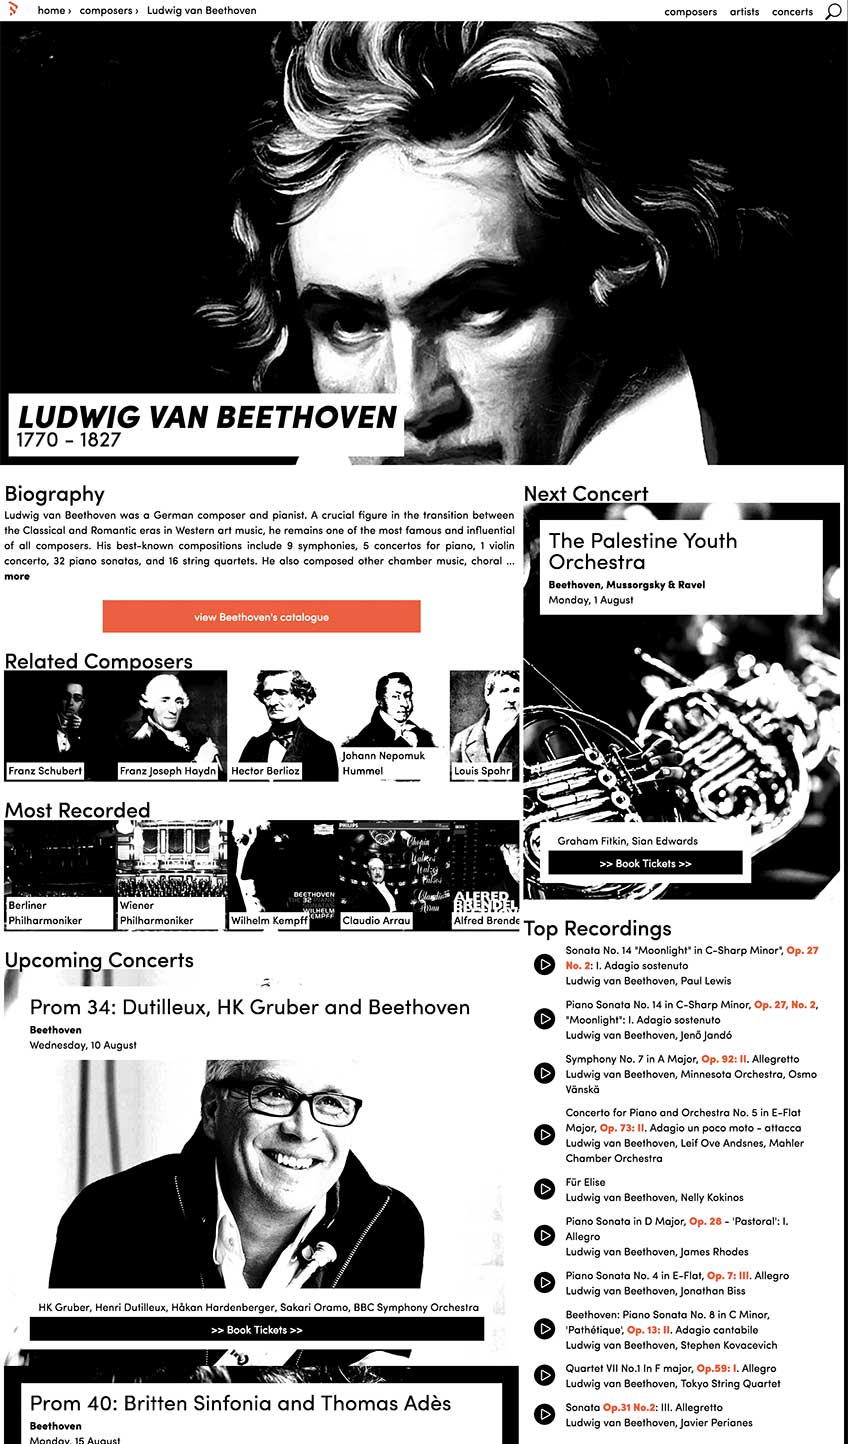 home › composers › Ludwig van Beethoven
composers artists concerts
LUDWIG VAN BEETHOVEN
1770 - 1827
Biography
Ludwig van Beethoven was a German composer and pianist. A crucial figure in the transition between
the Classical and Romantic eras in Western art music, he remains one of the most famous and influential
of all composers. His best-known compositions include 9 symphonies, 5 concertos for piano, 1 violin
concerto, 32 piano sonatas, and 16 string quartets. He also composed other chamber music, choral ...
more
view Beethoven's catalogue
Related Composers
Franz Schubert
Franz Joseph Haydn
Hector Berlioz
Johann Nepomuk
Hummel
Louis Spohr
Most Recorded
Berliner
Philharmoniker
Wiener
Philharmoniker
BEETHOVEN
THE 32 PIANO
SONATAS
WILHELM
KEMPFF
Wilhelm Kempff
PHILIPS
Chopin
Claudio Arrau
ALFRED
BRENDEL
Alfred Brende
Upcoming Concerts
Prom 34: Dutilleux, HK Gruber and Beethoven
Beethoven
Wednesday, 10 August
HK Gruber, Henri Dutilleux, Håkan Hardenberger, Sakari Oramo, BBC Symphony Orchestra
>> Book Tickets >>
Prom 40: Britten Sinfonia and Thomas Adès
Beethoven
Monday, 15 August
Next Concert
The Palestine Youth
Orchestra
Beethoven, Mussorgsky & Ravel
Monday, 1 August
Graham Fitkin, Sian Edwards
>> Book Tickets >>
Top Recordings
Sonata No. 14 "Moonlight" in C-Sharp Minor", Op. 27
No. 2: I. Adagio sostenuto
Ludwig van Beethoven, Paul Lewis
Piano Sonata No. 14 in C-Sharp Minor, Op. 27, No. 2,
"Moonlight": I. Adagio sostenuto
Ludwig van Beethoven, Jenő Jandó
Symphony No. 7 in A Major, Op. 92: II. Allegretto
Ludwig van Beethoven, Minnesota Orchestra, Osmo
Vänskä
Concerto for Piano and Orchestra No. 5 in E-Flat
Major, Op. 73: II. Adagio un poco moto - attacca
Ludwig van Beethoven, Leif Ove Andsnes, Mahler
Chamber Orchestra
Für Elise
Ludwig van Beethoven, Nelly Kokinos
Piano Sonata in D Major, Op. 28 - 'Pastoral': I.
Allegro
Ludwig van Beethoven, James Rhodes
Piano Sonata No. 4 in E-Flat, Op. 7: III. Allegro
Ludwig van Beethoven, Jonathan Biss
Beethoven: Piano Sonata No. 8 in C Minor,
'Pathétique', Op. 13: II. Adagio cantabile
Ludwig van Beethoven, Stephen Kovacevich
Quartet VII No.1 In F major, Op.59: I. Allegro
Ludwig van Beethoven, Tokyo String Quartet
Sonata Op.31 No.2: III. Allegretto
Ludwig van Beethoven, Javier Perianes